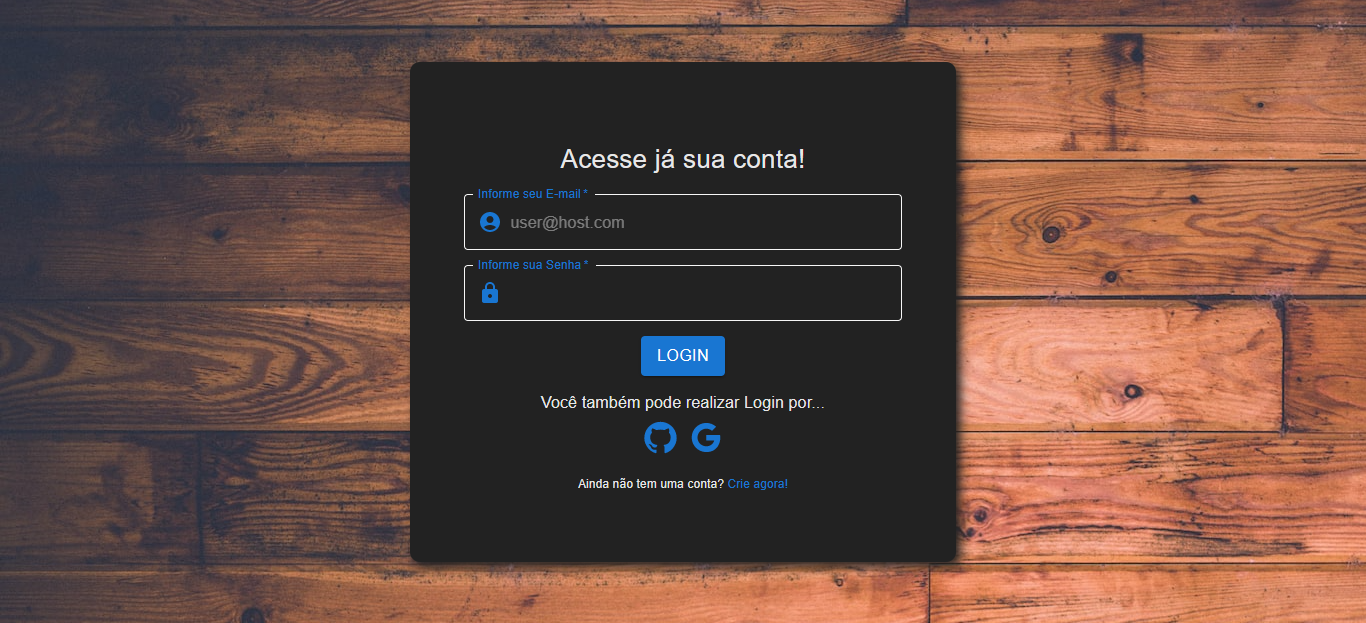 Acesse já sua conta!
Informe seu E-mail *
user@host.com
Informe sua Senha *
LOGIN
Você também pode realizar Login por...
Ainda não tem uma conta? Crie agora!